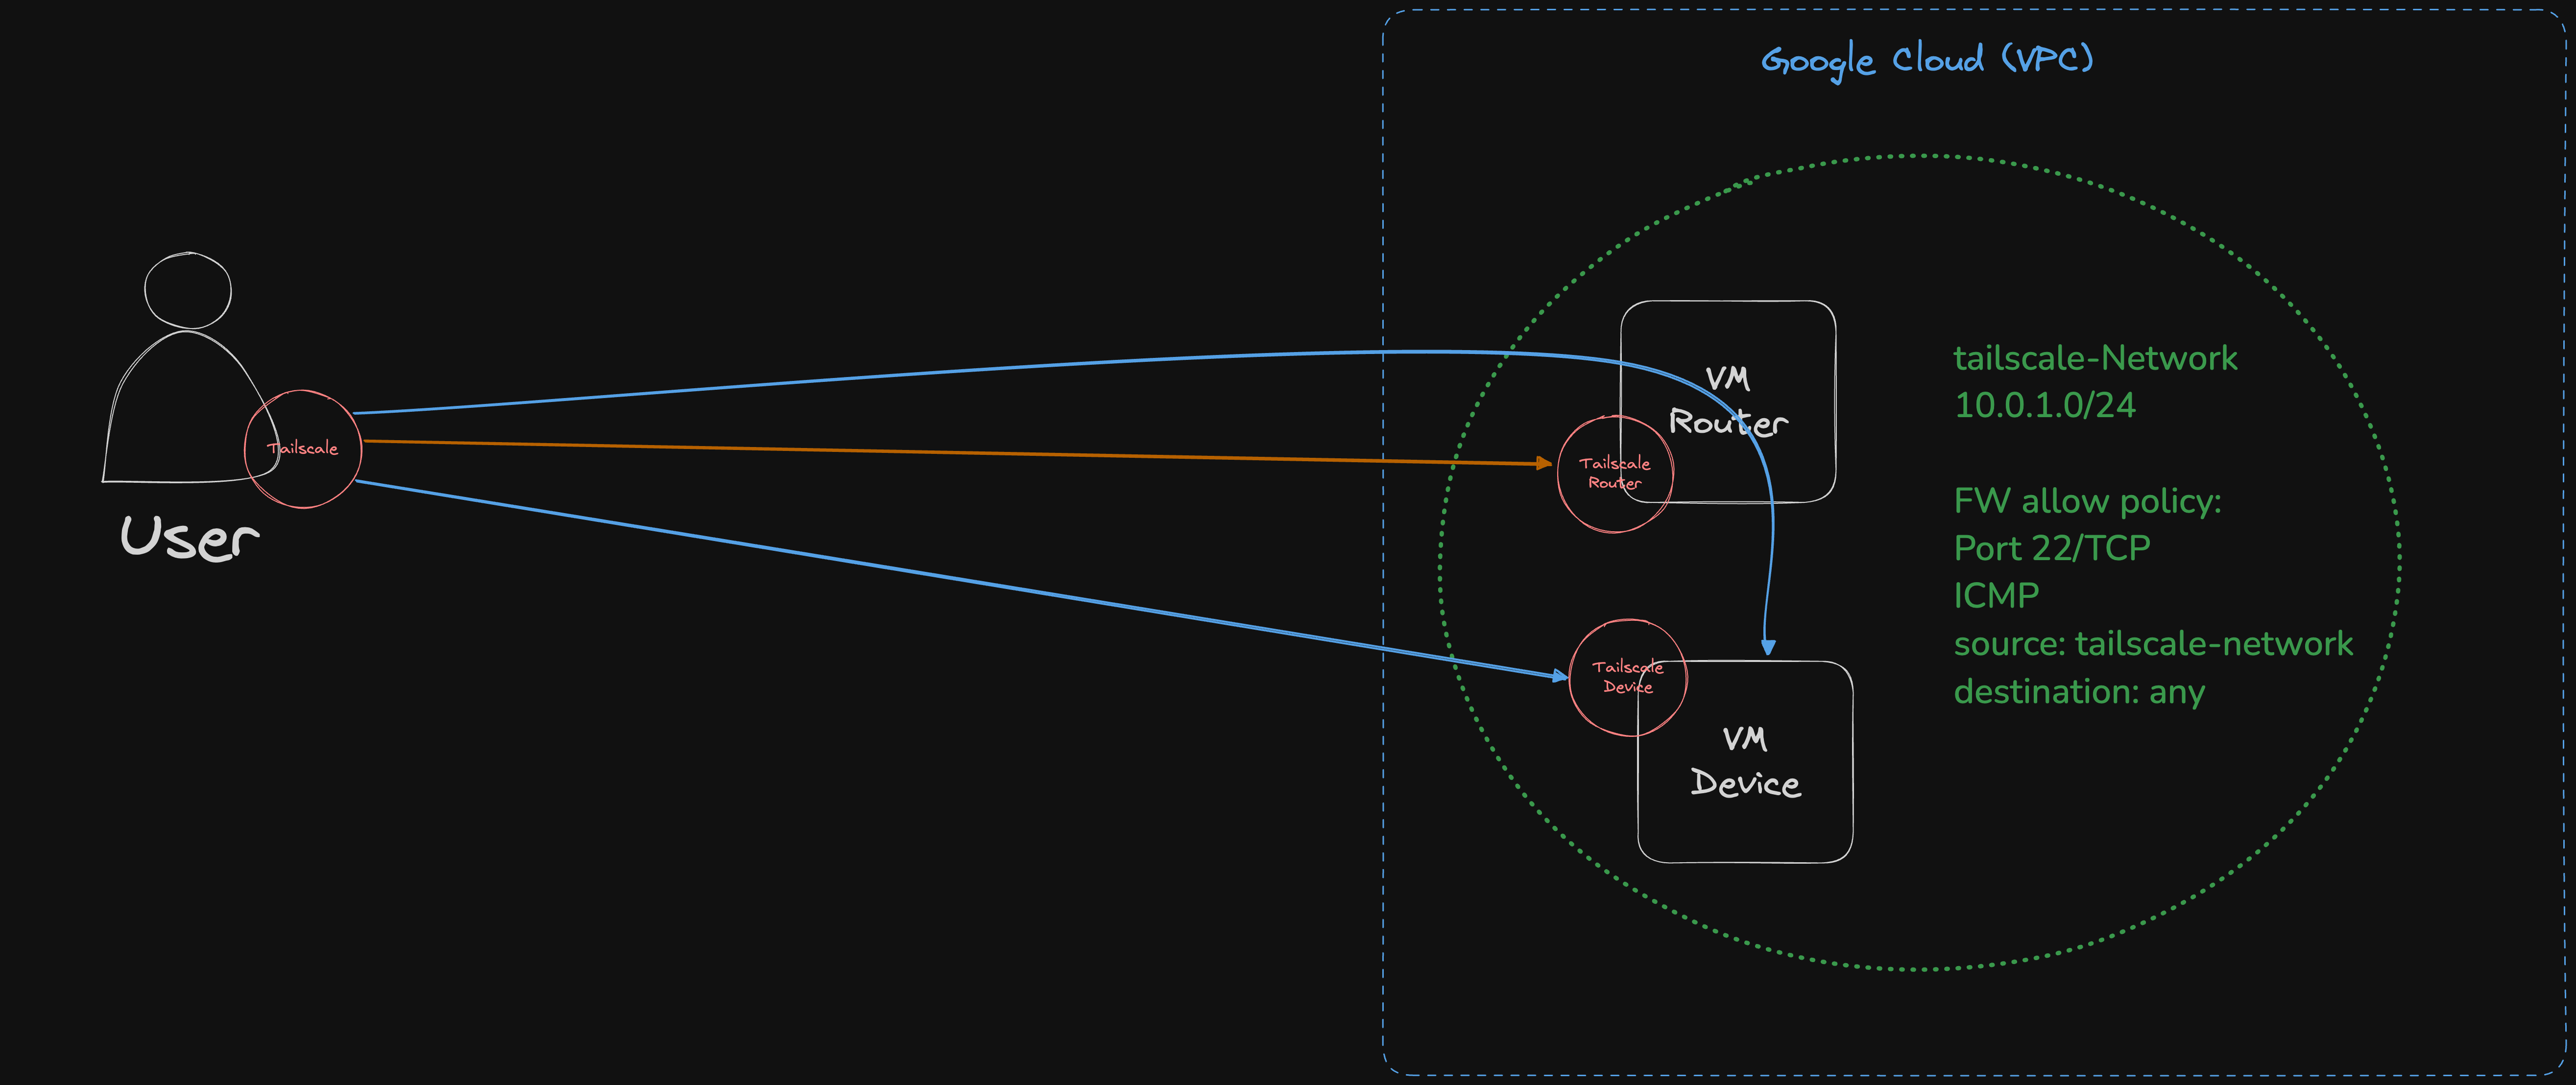 Google Cloud (VPC)
VM
Router
tailscale-Network
10.0.1.0/24
Tailscale
Tailscale
Router
FW allow policy:
Port 22/TCP
ICMP
source: tailscale-network
destination: any
User
Tailscale
Device
VM
Device